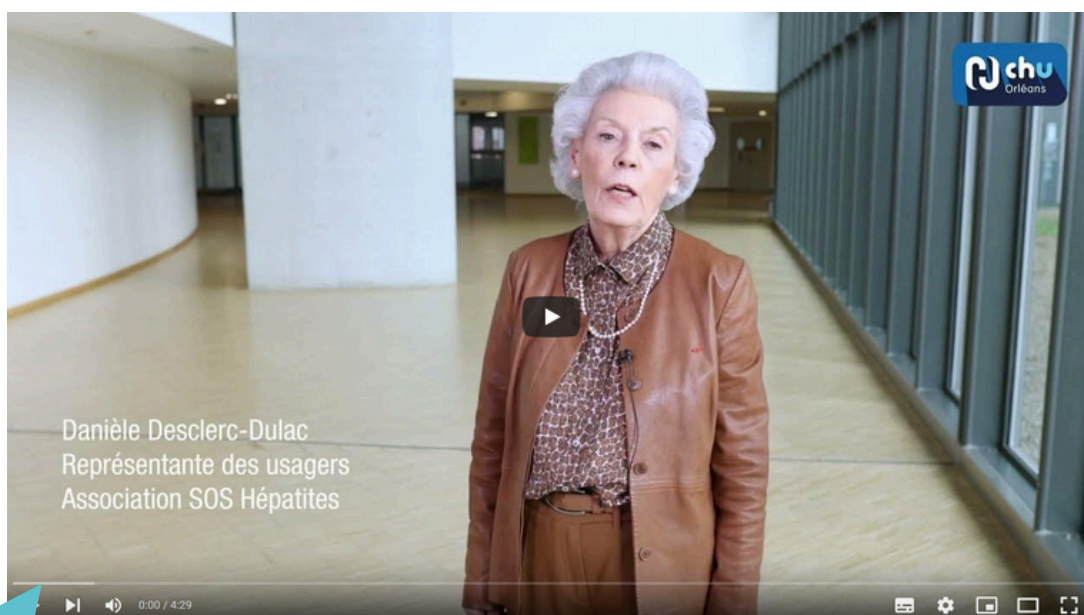 chu
Orléans
Danièle Desclerc-Dulac
Représentante des usagers
Association SOS Hépatites
0:00 / 4:29